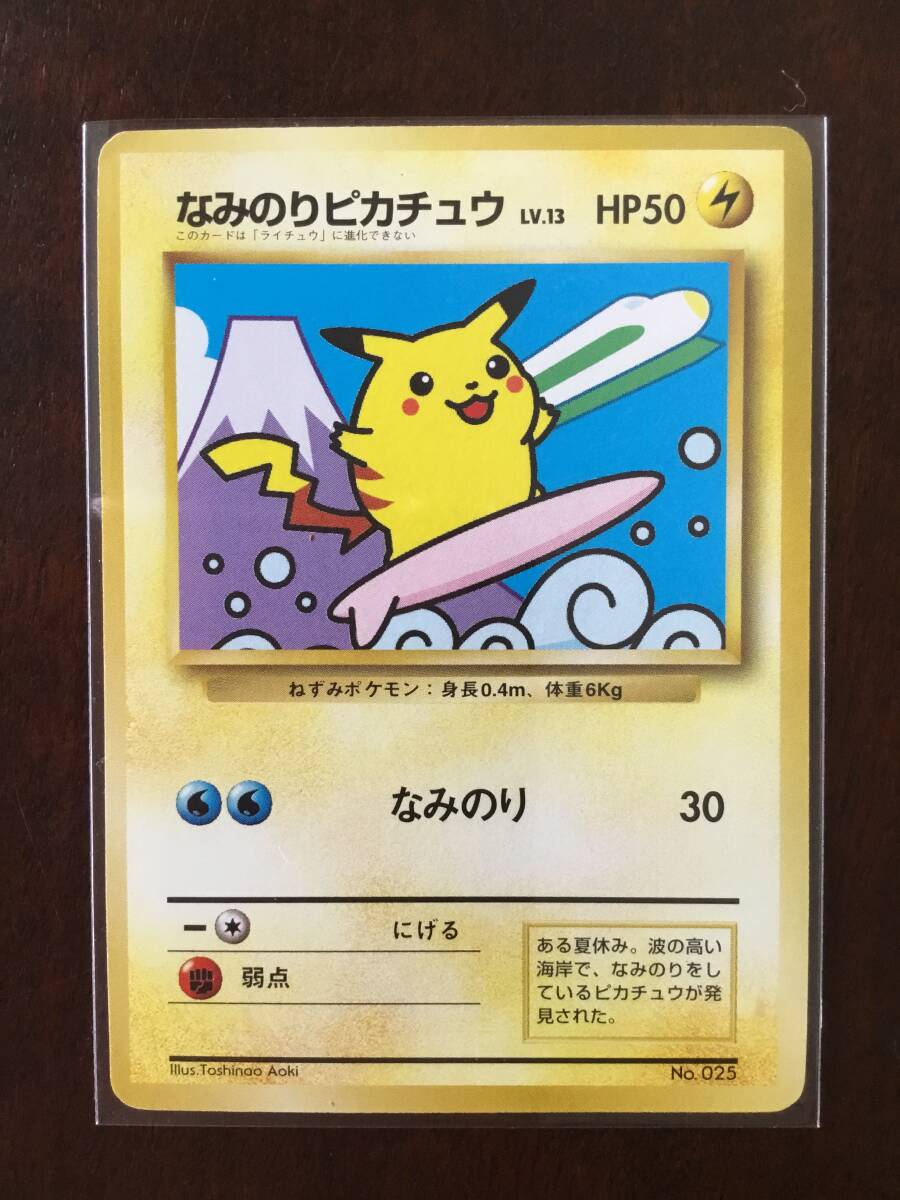 なみのりピカチュウ LV.13 HP50
このカードは「ライチュウ」に進化できない
ねずみポケモン：身長0.4m、体重6Kg
なみのり 30
にげる
弱点
ある夏休み。波の高い
海岸で、なみのりをし
ているピカチュウが発
見された。
Illus.Toshinao Aoki No. 025